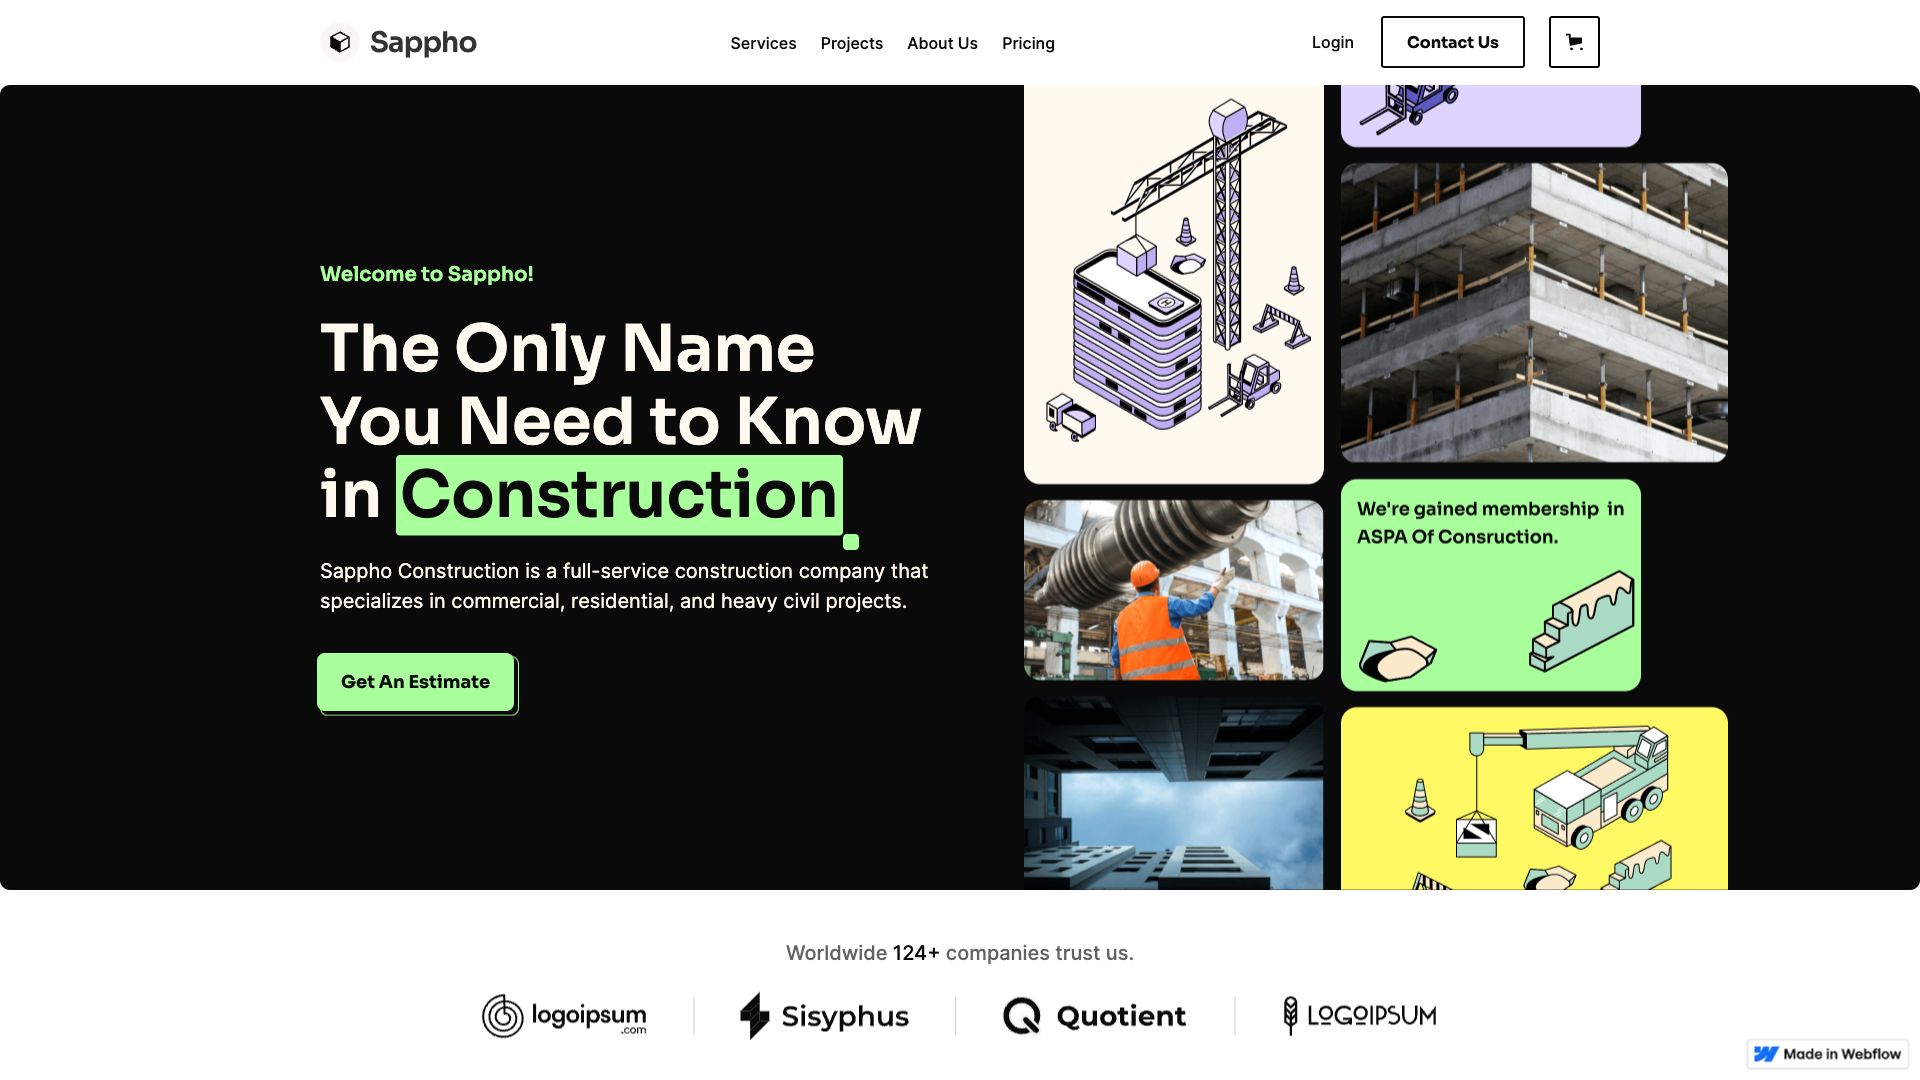 Sappho
Services Projects About Us Pricing
Login Contact Us
Welcome to Sappho!
The Only Name
You Need to Know
in Construction
Sappho Construction is a full-service construction company that
specializes in commercial, residential, and heavy civil projects.
Get An Estimate
H
We're gained membership in
ASPA Of Consruction.
Worldwide 124+ companies trust us.
logoipsum
.com
Sisyphus
Quotient
LOGOIPSUM
Made in Webflow